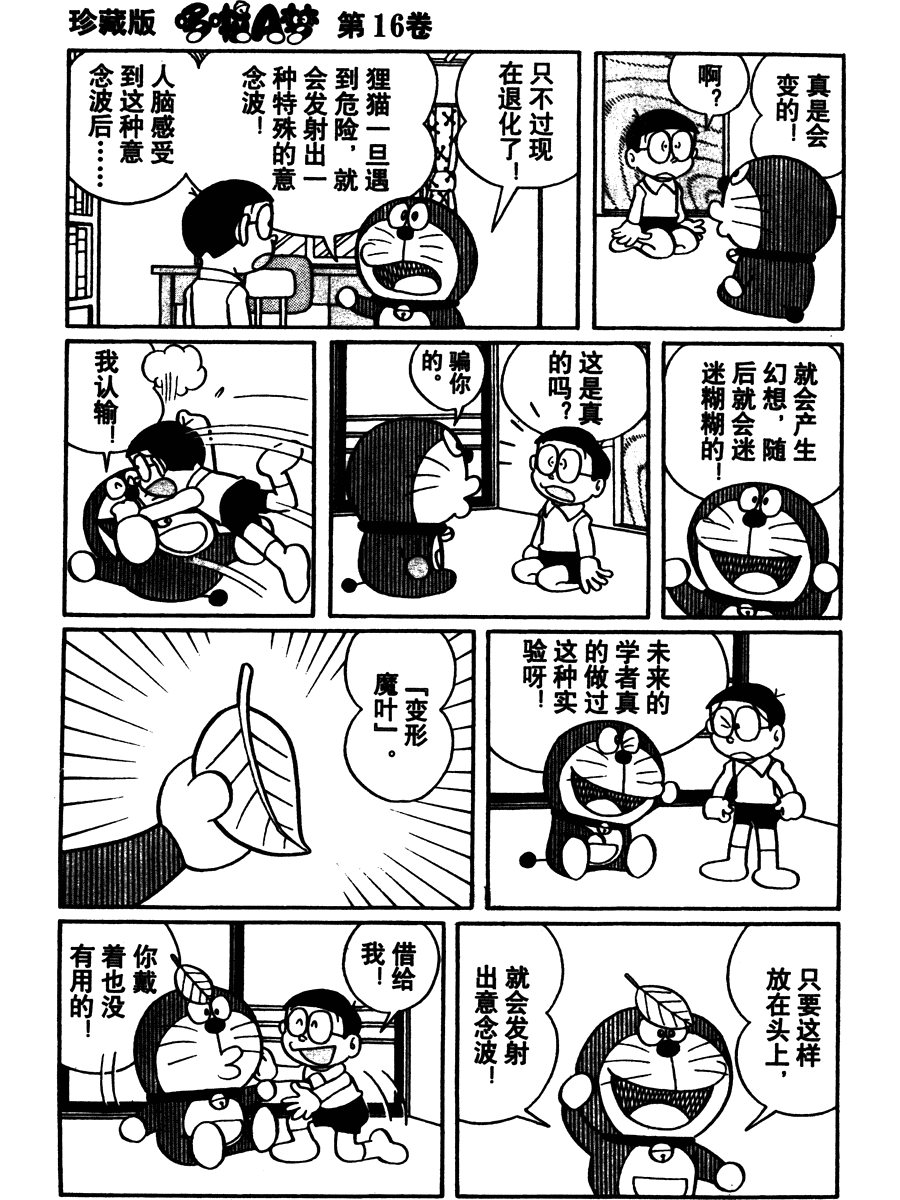 珍藏版 哆啦A梦 第16卷
真是会
变的！
啊？
只不过现
在退化了！
狸猫一旦遇
到危险，就
会发射出一
种特殊的意
念波！
人脑感受
到这种意
念波后……
就会产生
幻想，随
后就会迷
迷糊糊的！
这是真
的吗？
骗你
的。
我认输！
未来的
学者真
的做过
这种实
验呀！
『变形
魔叶』。
只要这样
放在头上，
就会发射
出意念波！
借给
我！
你戴
着也没
有用的！